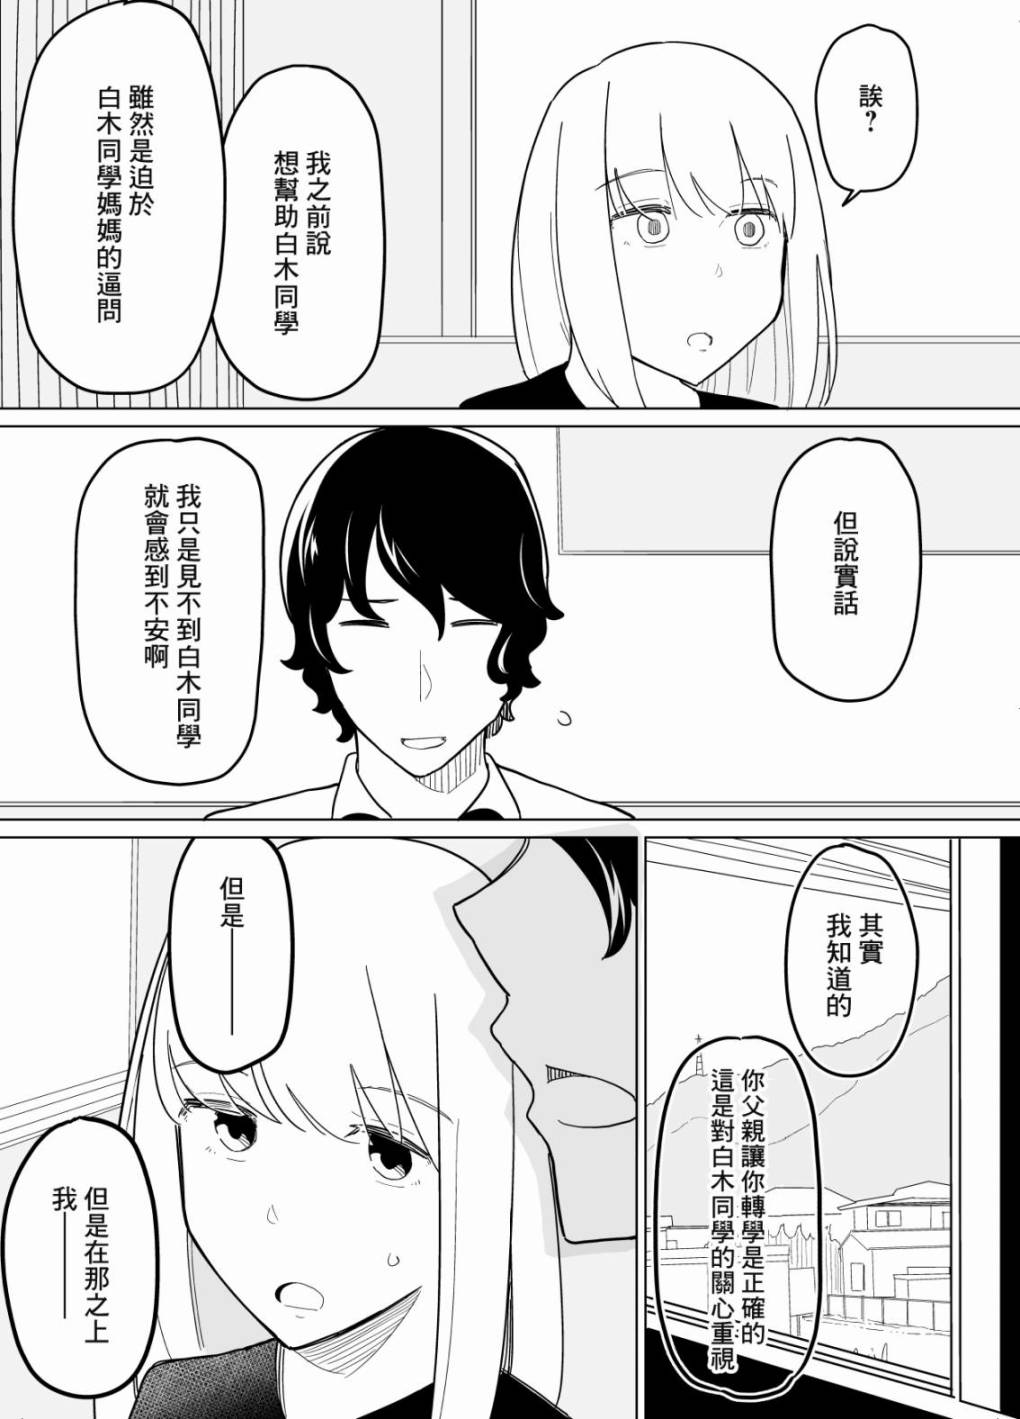 誒?
我之前說
想幫助白木同學
雖然是迫於
白木同學媽媽的逼問
但說實話
我只是見不到白木同學
就會感到不安啊
其實
我知道的
你父親讓你轉學是正確的
這是對白木同學的關心重視
但是——
但是在那之上
我——